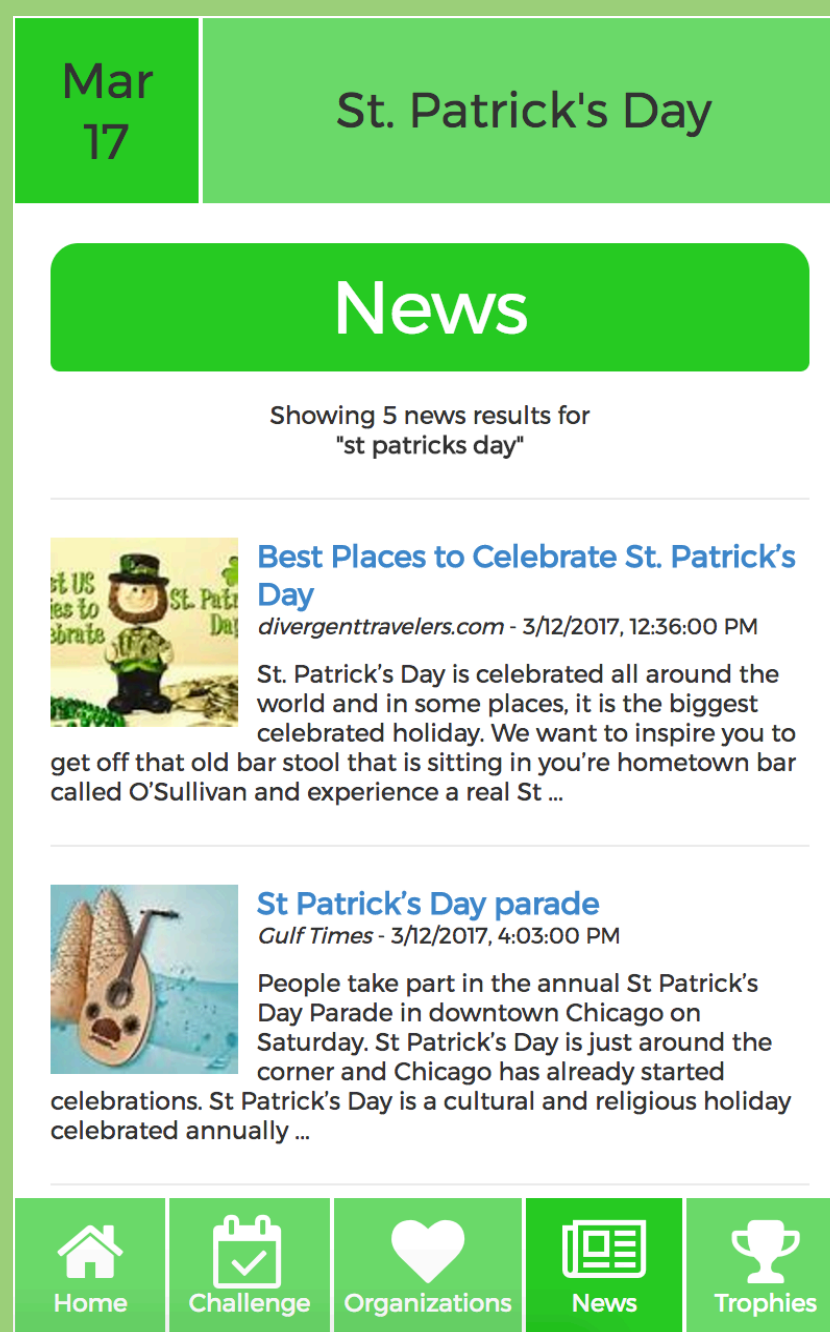 Mar
17
St. Patrick's Day
News
Showing 5 news results for
"st patricks day"
St. Patr
Day
Best Places to Celebrate St. Patrick’s
Day
divergenttravelers.com - 3/12/2017, 12:36:00 PM
St. Patrick’s Day is celebrated all around the
world and in some places, it is the biggest
celebrated holiday. We want to inspire you to
get off that old bar stool that is sitting in you’re hometown bar
called O’Sullivan and experience a real St ...
St Patrick’s Day parade
Gulf Times - 3/12/2017, 4:03:00 PM
People take part in the annual St Patrick’s
Day Parade in downtown Chicago on
Saturday. St Patrick’s Day is just around the
corner and Chicago has already started
celebrations. St Patrick’s Day is a cultural and religious holiday
celebrated annually ...
Home
Challenge
Organizations
News
Trophies